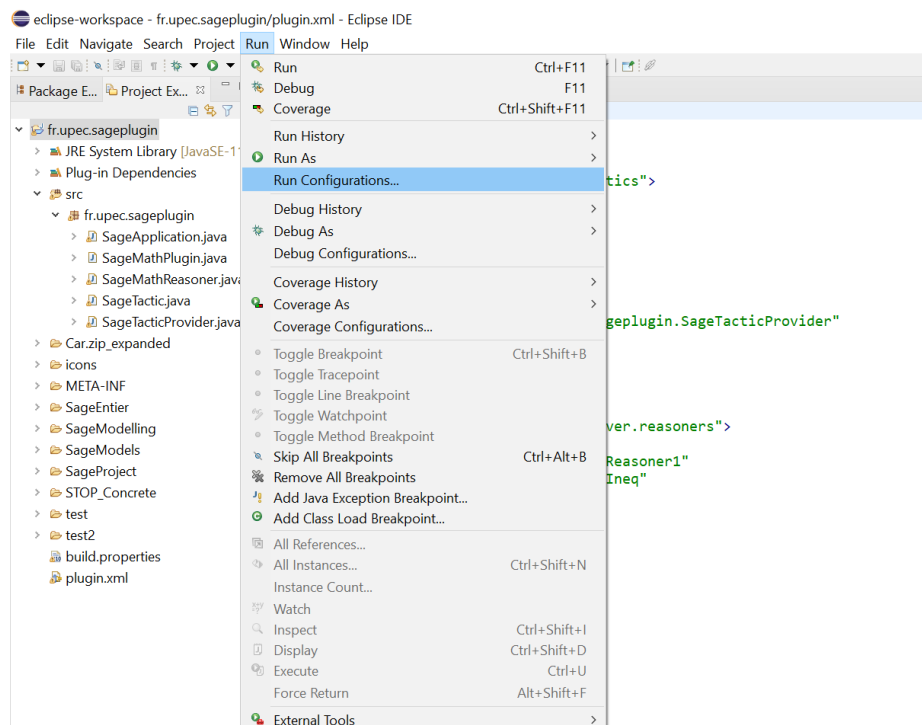 eclipse-workspace - fr.upec.sageplugin/plugin.xml - Eclipse IDE
File Edit Navigate Search Project Run Window Help
Package E... Project Ex...
fr.upec.sageplugin
JRE System Library [JavaSE-11
Plug-in Dependencies
src
fr.upec.sageplugin
SageApplication.java
SageMathPlugin.java
SageMathReasoner.java
SageTactic.java
SageTacticProvider.java
Car.zip_expanded
icons
META-INF
SageEntier
SageModelling
SageModels
SageProject
STOP_Concrete
test
test2
build.properties
plugin.xml
Run Ctrl+F11
Debug F11
Coverage Ctrl+Shift+F11
Run History
Run As
Run Configurations...
Debug History
Debug As
Debug Configurations...
Coverage History
Coverage As
Coverage Configurations...
Toggle Breakpoint Ctrl+Shift+B
Toggle Tracepoint
Toggle Line Breakpoint
Toggle Watchpoint
Toggle Method Breakpoint
Skip All Breakpoints Ctrl+Alt+B
Remove All Breakpoints
Add Java Exception Breakpoint...
Add Class Load Breakpoint...
All References...
All Instances... Ctrl+Shift+N
Instance Count...
Watch
Inspect Ctrl+Shift+I
Display Ctrl+Shift+D
Execute Ctrl+U
Force Return Alt+Shift+F
External Tools
tics">
geplugin.SageTacticProvider"
ver.reasoners">
Reasoner1"
Ineq"